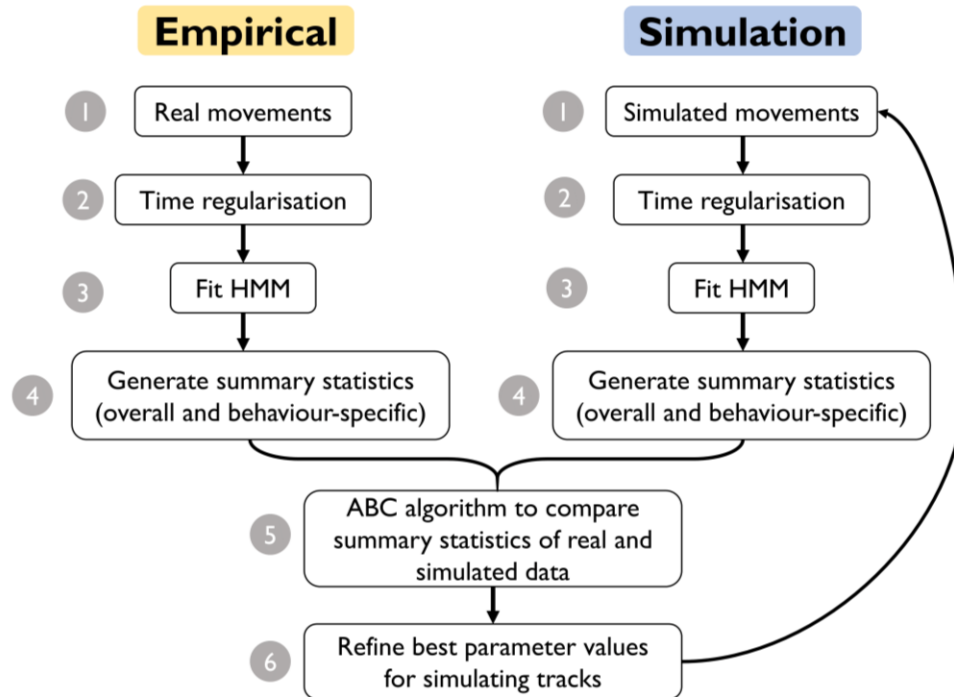 Empirical
Simulation
1
Real movements
1
Simulated movements
2
Time regularisation
2
Time regularisation
3
Fit HMM
3
Fit HMM
4
Generate summary statistics
(overall and behaviour-specific)
4
Generate summary statistics
(overall and behaviour-specific)
5
ABC algorithm to compare
summary statistics of real and
simulated data
6
Refine best parameter values
for simulating tracks